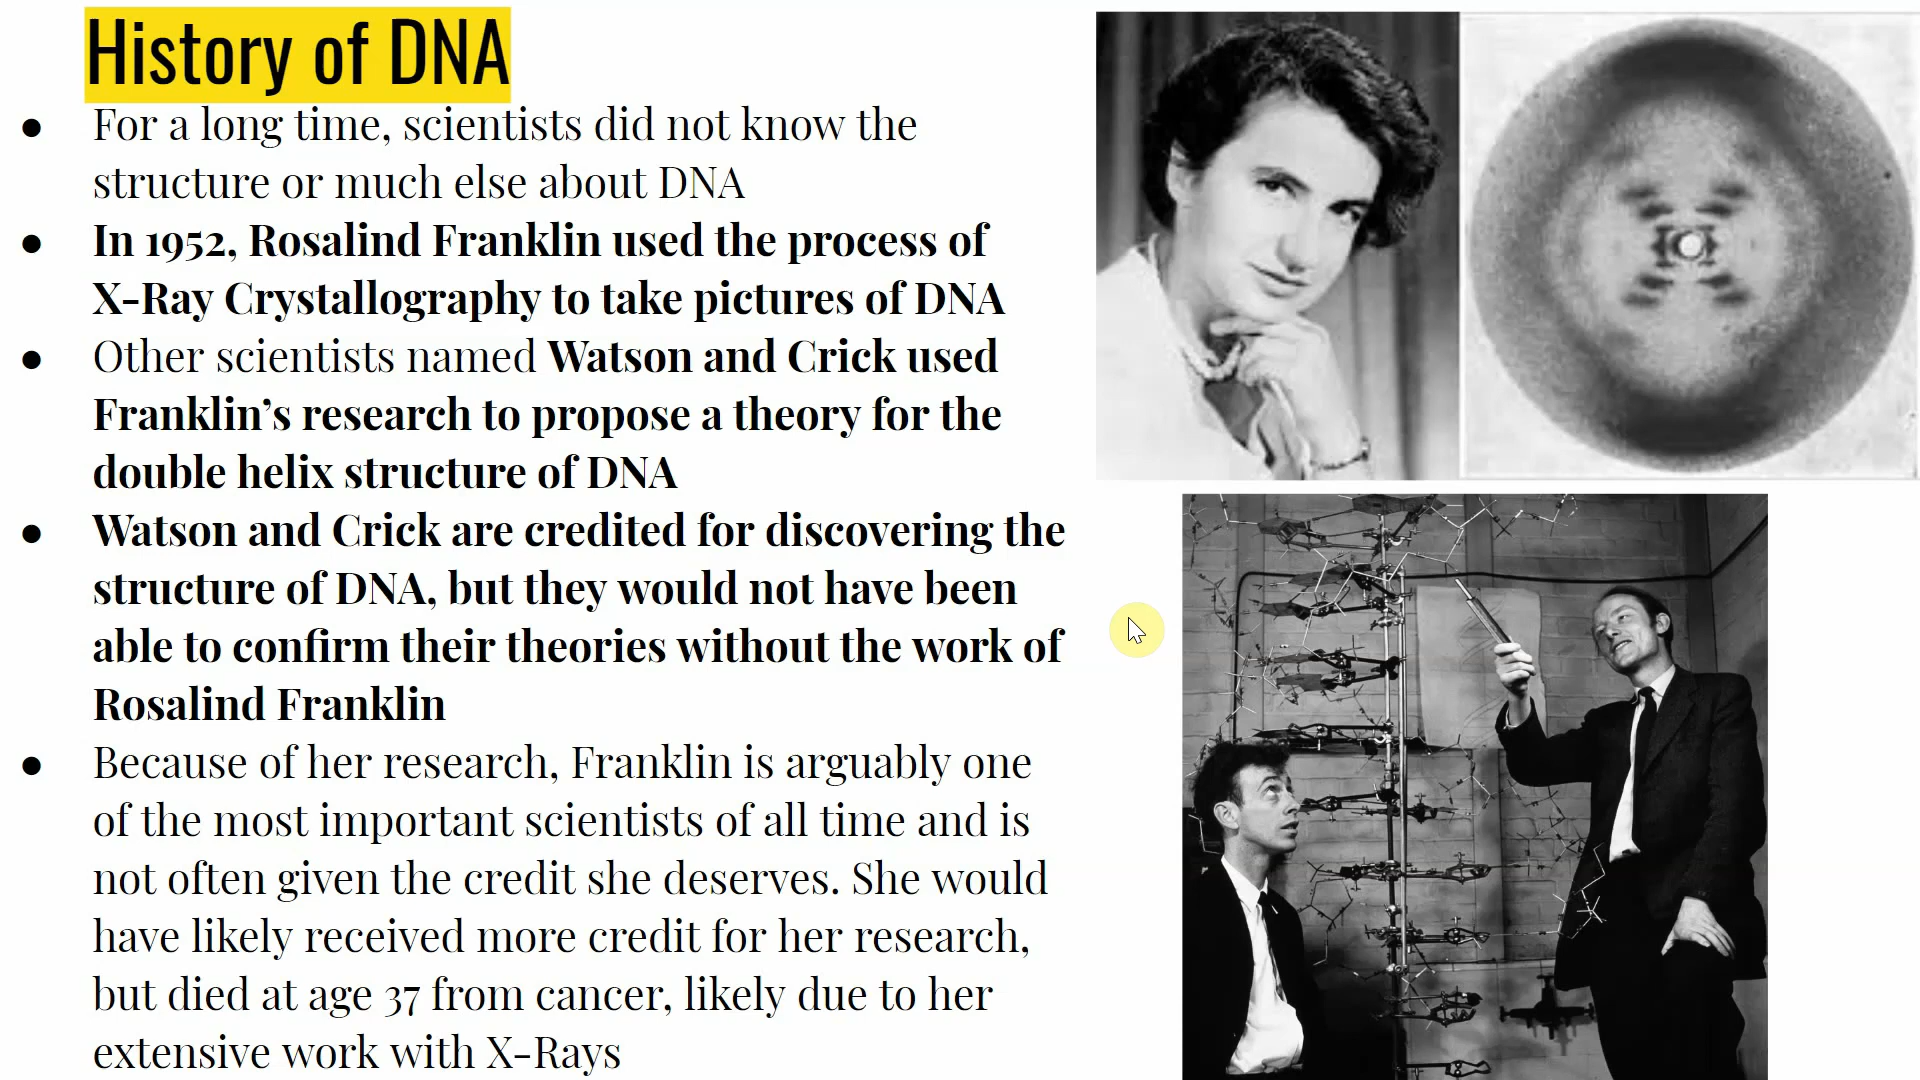 History of DNA
● For a long time, scientists did not know the
structure or much else about DNA
● In 1952, Rosalind Franklin used the process of
X-Ray Crystallography to take pictures of DNA
● Other scientists named Watson and Crick used
Franklin’s research to propose a theory for the
double helix structure of DNA
● Watson and Crick are credited for discovering the
structure of DNA, but they would not have been
able to confirm their theories without the work of
Rosalind Franklin
● Because of her research, Franklin is arguably one
of the most important scientists of all time and is
not often given the credit she deserves. She would
have likely received more credit for her research,
but died at age 37 from cancer, likely due to her
extensive work with X-Rays